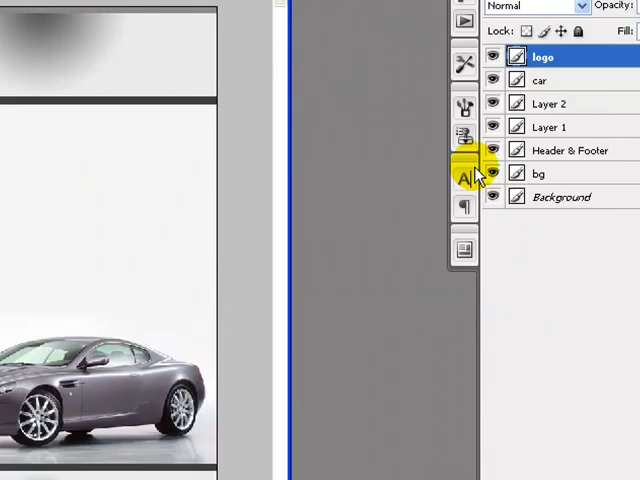 Normal
Opacity:
Lock:
Fill:
logo
car
Layer 2
Layer 1
Header & Footer
A
bg
Background